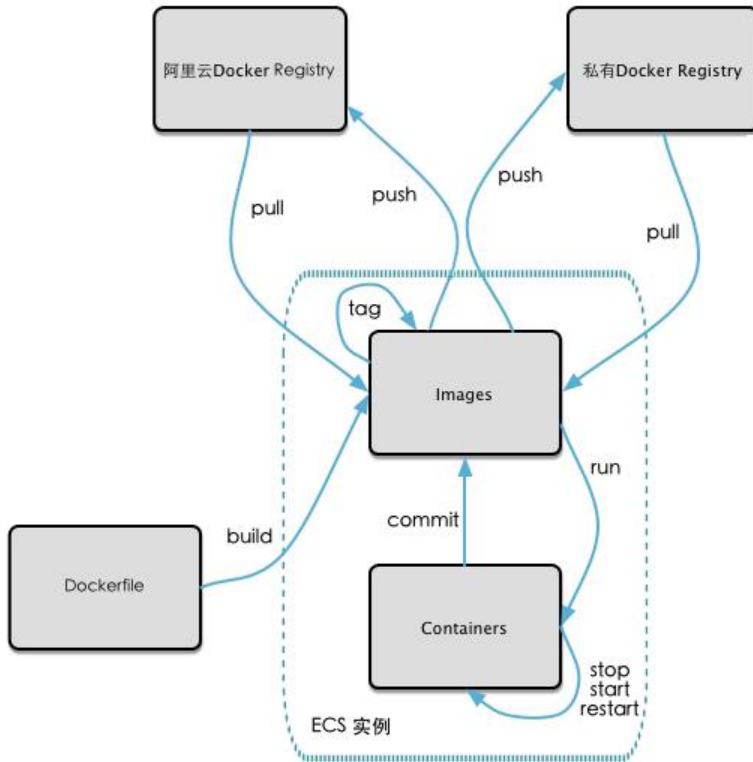 阿里云Docker Registry
私有Docker Registry
pull
push
push
pull
tag
Images
run
build
commit
Dockerfile
Containers
stop
start
restart
ECS 实例